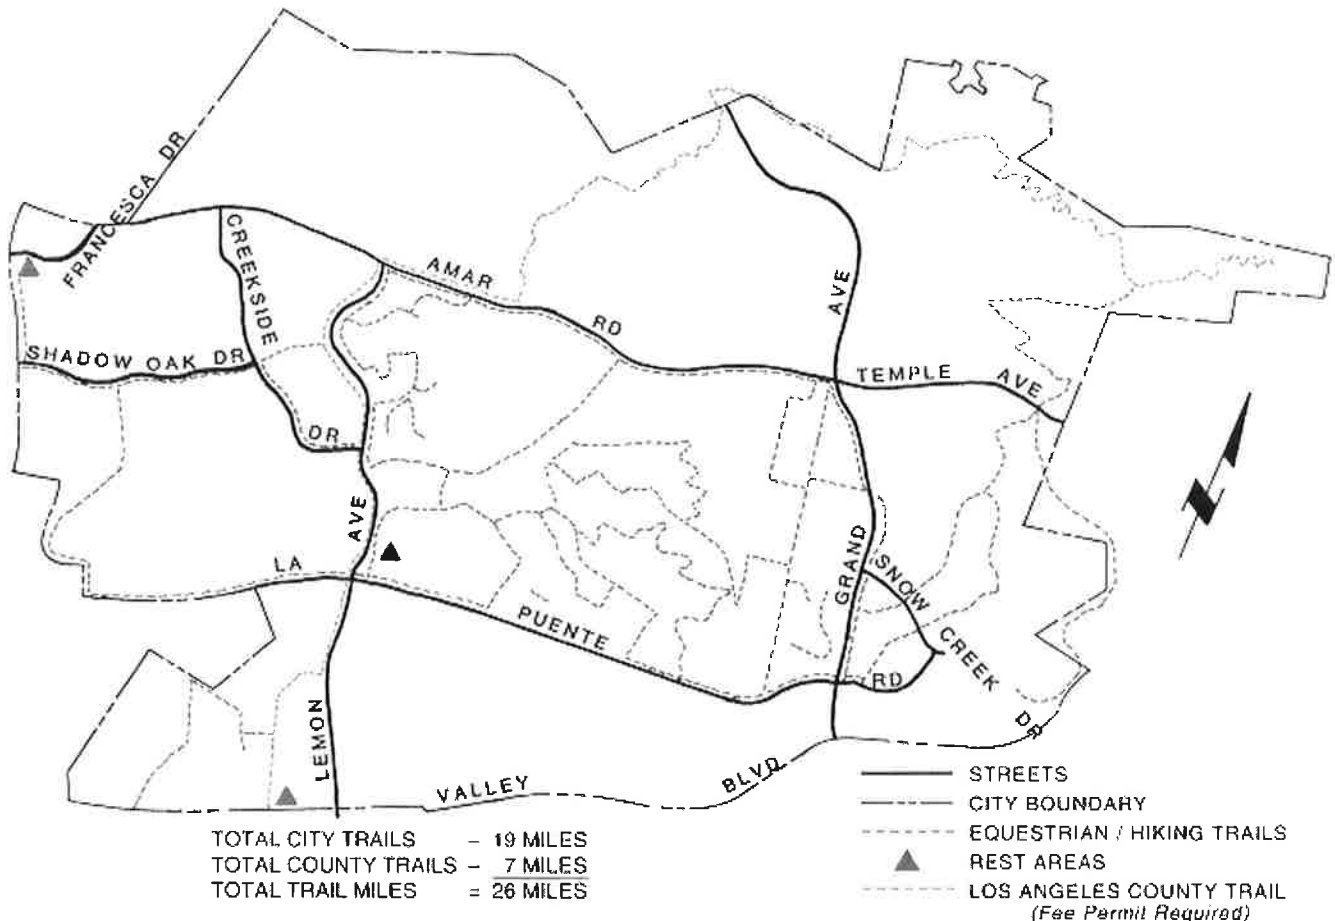 FRANCESCA DR
CREEKSIDE
DR
SHADOW OAK DR
AMAR
RD
AVE
TEMPLE
AVE
AVE
LA
PUENTE
RD
GRAND
SNOW
CREEK
DR
LEMON
VALLEY
BLVD
N
TOTAL CITY TRAILS – 19 MILES
TOTAL COUNTY TRAILS – 7 MILES
TOTAL TRAIL MILES = 26 MILES
STREETS
CITY BOUNDARY
EQUESTRIAN / HIKING TRAILS
REST AREAS
LOS ANGELES COUNTY TRAIL
(Fee Permit Required)